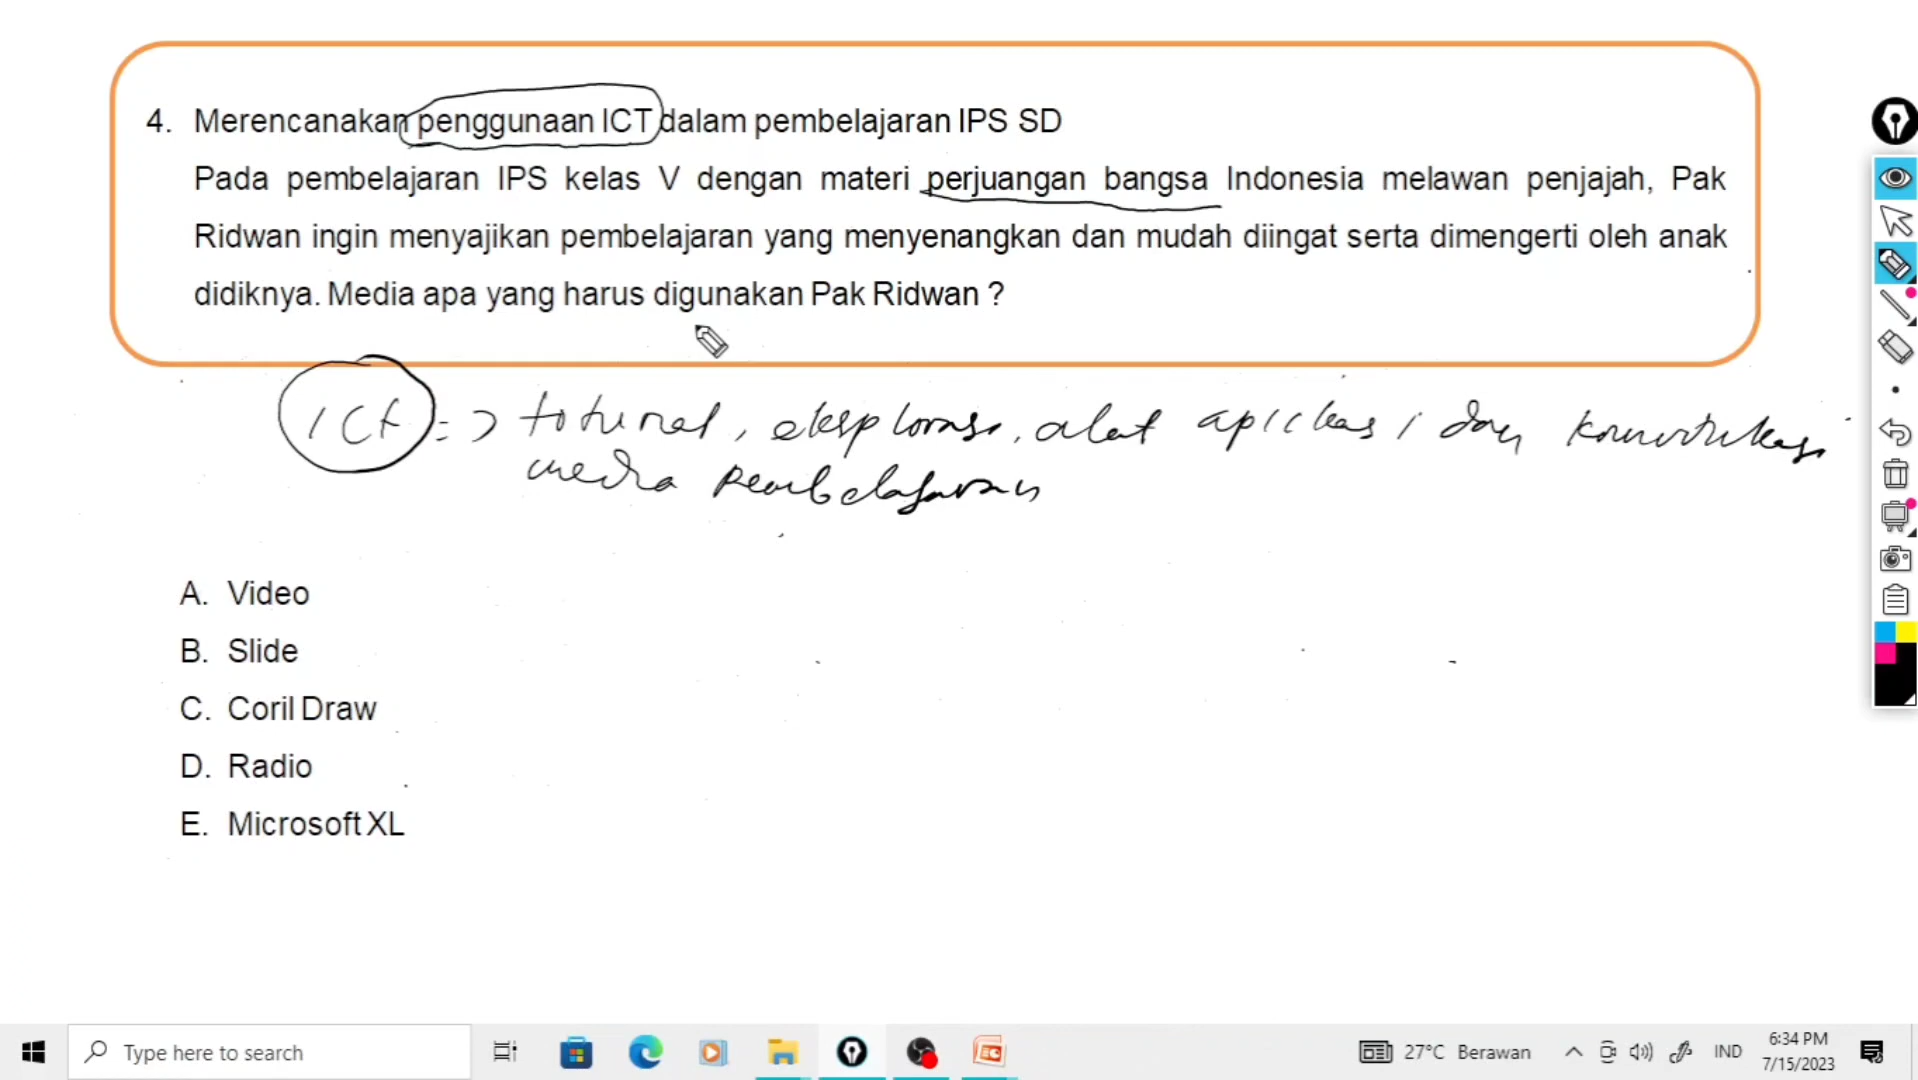 4. Merencanakan penggunaan ICT dalam pembelajaran IPS SD
Pada pembelajaran IPS kelas V dengan materi perjuangan bangsa Indonesia melawan penjajah, Pak
Ridwan ingin menyajikan pembelajaran yang menyenangkan dan mudah diingat serta dimengerti oleh anak
didiknya. Media apa yang harus digunakan Pak Ridwan ?
ICT => eksplorasi, alat aplikasi dan komunikasi
media pembelajaran
A. Video
B. Slide
C. Coril Draw
D. Radio
E. Microsoft XL
Type here to search
27°C Berawan
IND
6:34 PM
7/15/2023